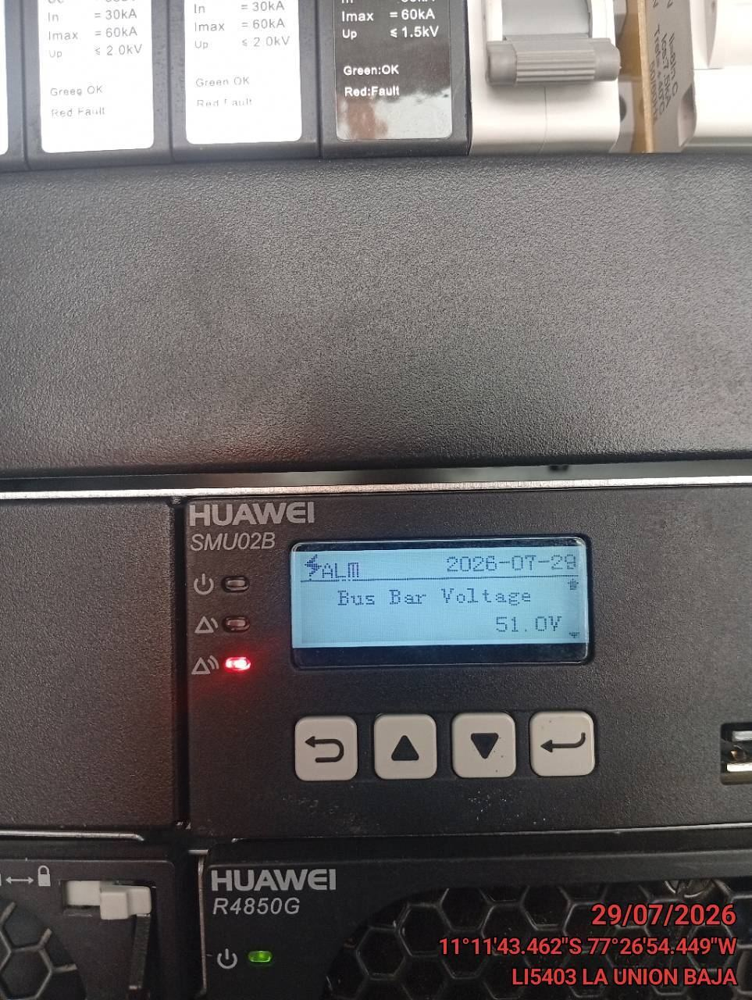 In = 30kA
Imax = 60kA
Up ≤ 2.0kV
Green OK
Red Fault
In = 30kA
Imax = 60kA
Up ≤ 2.0kV
Green OK
Red Fault
Imax = 60kA
Up ≤ 1.5kV
Green:OK
Red:Fault
HUAWEI
SMU02B
ALM 2026-07-29
Bus Bar Voltage
51.0V
HUAWEI
R4850G
29/07/2026
11°11'43.462"S 77°26'54.449"W
LI5403 LA UNION BAJA